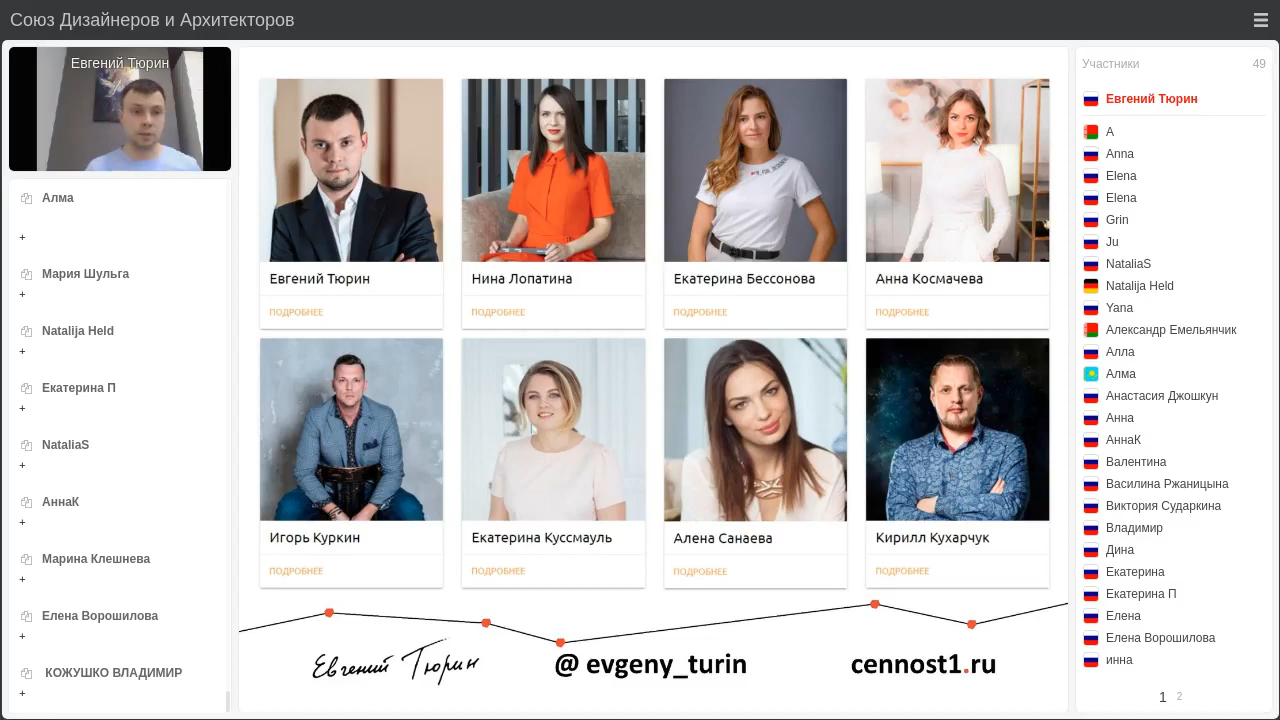 Союз Дизайнеров и Архитекторов
Евгений Тюрин
Алма
+
Мария Шульга
+
Natalija Held
+
Екатерина П
+
NataliaS
+
АннаК
+
Марина Клешнева
+
Елена Ворошилова
+
КОЖУШКО ВЛАДИМИР
+
Евгений Тюрин
Нина Лопатина
Екатерина Бессонова
Анна Космачева
ПОДРОБНЕЕ
ПОДРОБНЕЕ
ПОДРОБНЕЕ
ПОДРОБНЕЕ
Игорь Куркин
Екатерина Куссмауль
Алена Санаева
Кирилл Кухарчук
ПОДРОБНЕЕ
ПОДРОБНЕЕ
ПОДРОБНЕЕ
ПОДРОБНЕЕ
Евгений Тюрин
@ evgeny_turin
cennost1.ru
Участники 49
Евгений Тюрин
A
Anna
Elena
Elena
Grin
Ju
NataliaS
Natalija Held
Yana
Александр Емельянчик
Алла
Алма
Анастасия Джошкун
Анна
АннаК
Валентина
Василина Ржаницына
Виктория Сударкина
Владимир
Дина
Екатерина
Екатерина П
Елена
Елена Ворошилова
инна
1 2